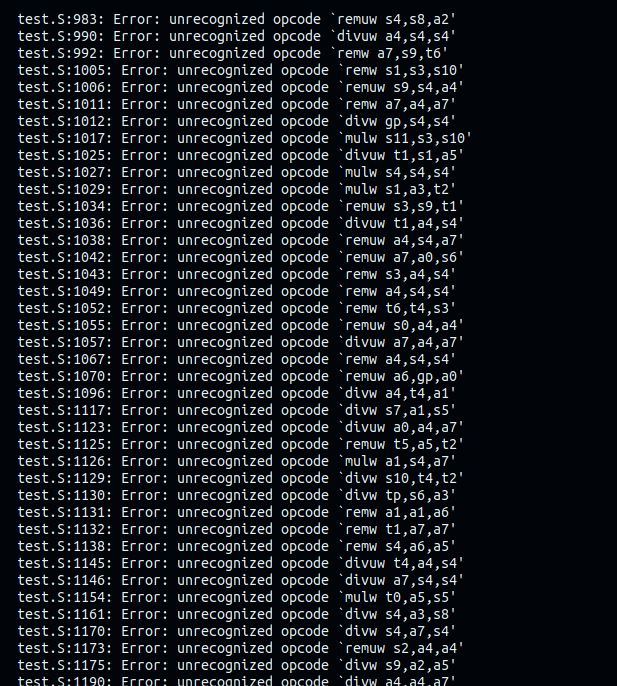 test.S:983: Error: unrecognized opcode `remuw s4,s8,a2'
test.S:990: Error: unrecognized opcode `divuw a4,s4,s4'
test.S:992: Error: unrecognized opcode `remw a7,s9,t6'
test.S:1005: Error: unrecognized opcode `remw s1,s3,s10'
test.S:1006: Error: unrecognized opcode `remuw s9,s4,a4'
test.S:1011: Error: unrecognized opcode `remw a7,a4,a7'
test.S:1012: Error: unrecognized opcode `divw gp,s4,s4'
test.S:1017: Error: unrecognized opcode `mulw s11,s3,s10'
test.S:1025: Error: unrecognized opcode `divuw t1,s1,a5'
test.S:1027: Error: unrecognized opcode `mulw s4,s4,s4'
test.S:1029: Error: unrecognized opcode `mulw s1,a3,t2'
test.S:1034: Error: unrecognized opcode `remuw s3,s9,t1'
test.S:1036: Error: unrecognized opcode `divuw t1,a4,s4'
test.S:1038: Error: unrecognized opcode `remuw a4,s4,a7'
test.S:1042: Error: unrecognized opcode `remuw a7,a0,s6'
test.S:1043: Error: unrecognized opcode `remw s3,a4,s4'
test.S:1049: Error: unrecognized opcode `remw a4,s4,s4'
test.S:1052: Error: unrecognized opcode `remw t6,t4,s3'
test.S:1055: Error: unrecognized opcode `remuw s0,a4,a4'
test.S:1057: Error: unrecognized opcode `divuw a7,a4,a7'
test.S:1067: Error: unrecognized opcode `remw a4,s4,s4'
test.S:1070: Error: unrecognized opcode `remuw a6,gp,a0'
test.S:1096: Error: unrecognized opcode `divw a4,t4,a1'
test.S:1117: Error: unrecognized opcode `divw s7,a1,s5'
test.S:1123: Error: unrecognized opcode `divuw a0,a4,a7'
test.S:1125: Error: unrecognized opcode `remuw t5,a5,t2'
test.S:1126: Error: unrecognized opcode `mulw a1,s4,a7'
test.S:1129: Error: unrecognized opcode `divw s10,t4,t2'
test.S:1130: Error: unrecognized opcode `divw tp,s6,a3'
test.S:1131: Error: unrecognized opcode `remw a1,a1,a6'
test.S:1132: Error: unrecognized opcode `remw t1,a7,a7'
test.S:1138: Error: unrecognized opcode `remw s4,a6,a5'
test.S:1145: Error: unrecognized opcode `divuw t4,a4,s4'
test.S:1146: Error: unrecognized opcode `divuw a7,s4,s4'
test.S:1154: Error: unrecognized opcode `mulw t0,a5,s5'
test.S:1161: Error: unrecognized opcode `divw s4,a3,s8'
test.S:1170: Error: unrecognized opcode `divw s4,a7,s4'
test.S:1173: Error: unrecognized opcode `remuw s2,a4,a4'
test.S:1175: Error: unrecognized opcode `divw s9,a2,a5'
test.S:1190: Error: unrecognized opcode `divw a4,a4,a7'